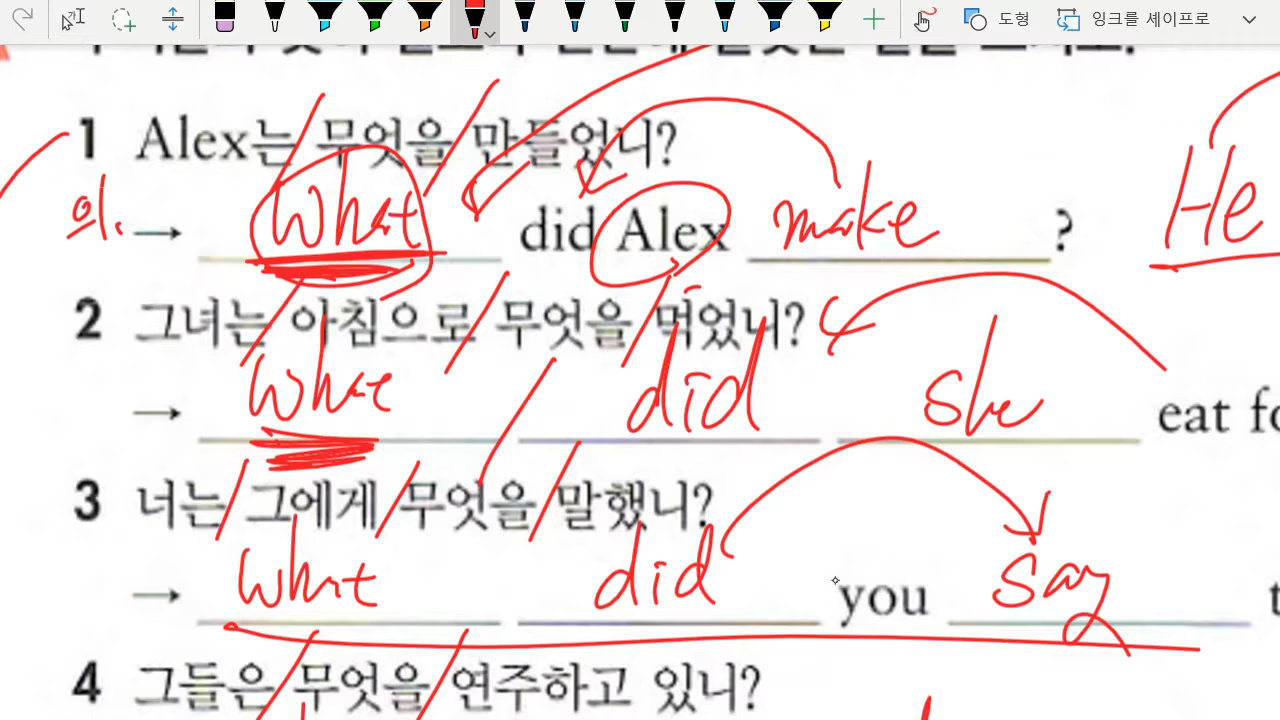 도형 잉크를 셰이프로
1 Alex는 무엇을 만들었니?
→ What did Alex make ?
He
2 그녀는 아침으로 무엇을 먹었니?
→ What did She eat fo
3 너는 그에게 무엇을 말했니?
→ What did you say t
4 그들은 무엇을 연주하고 있니?